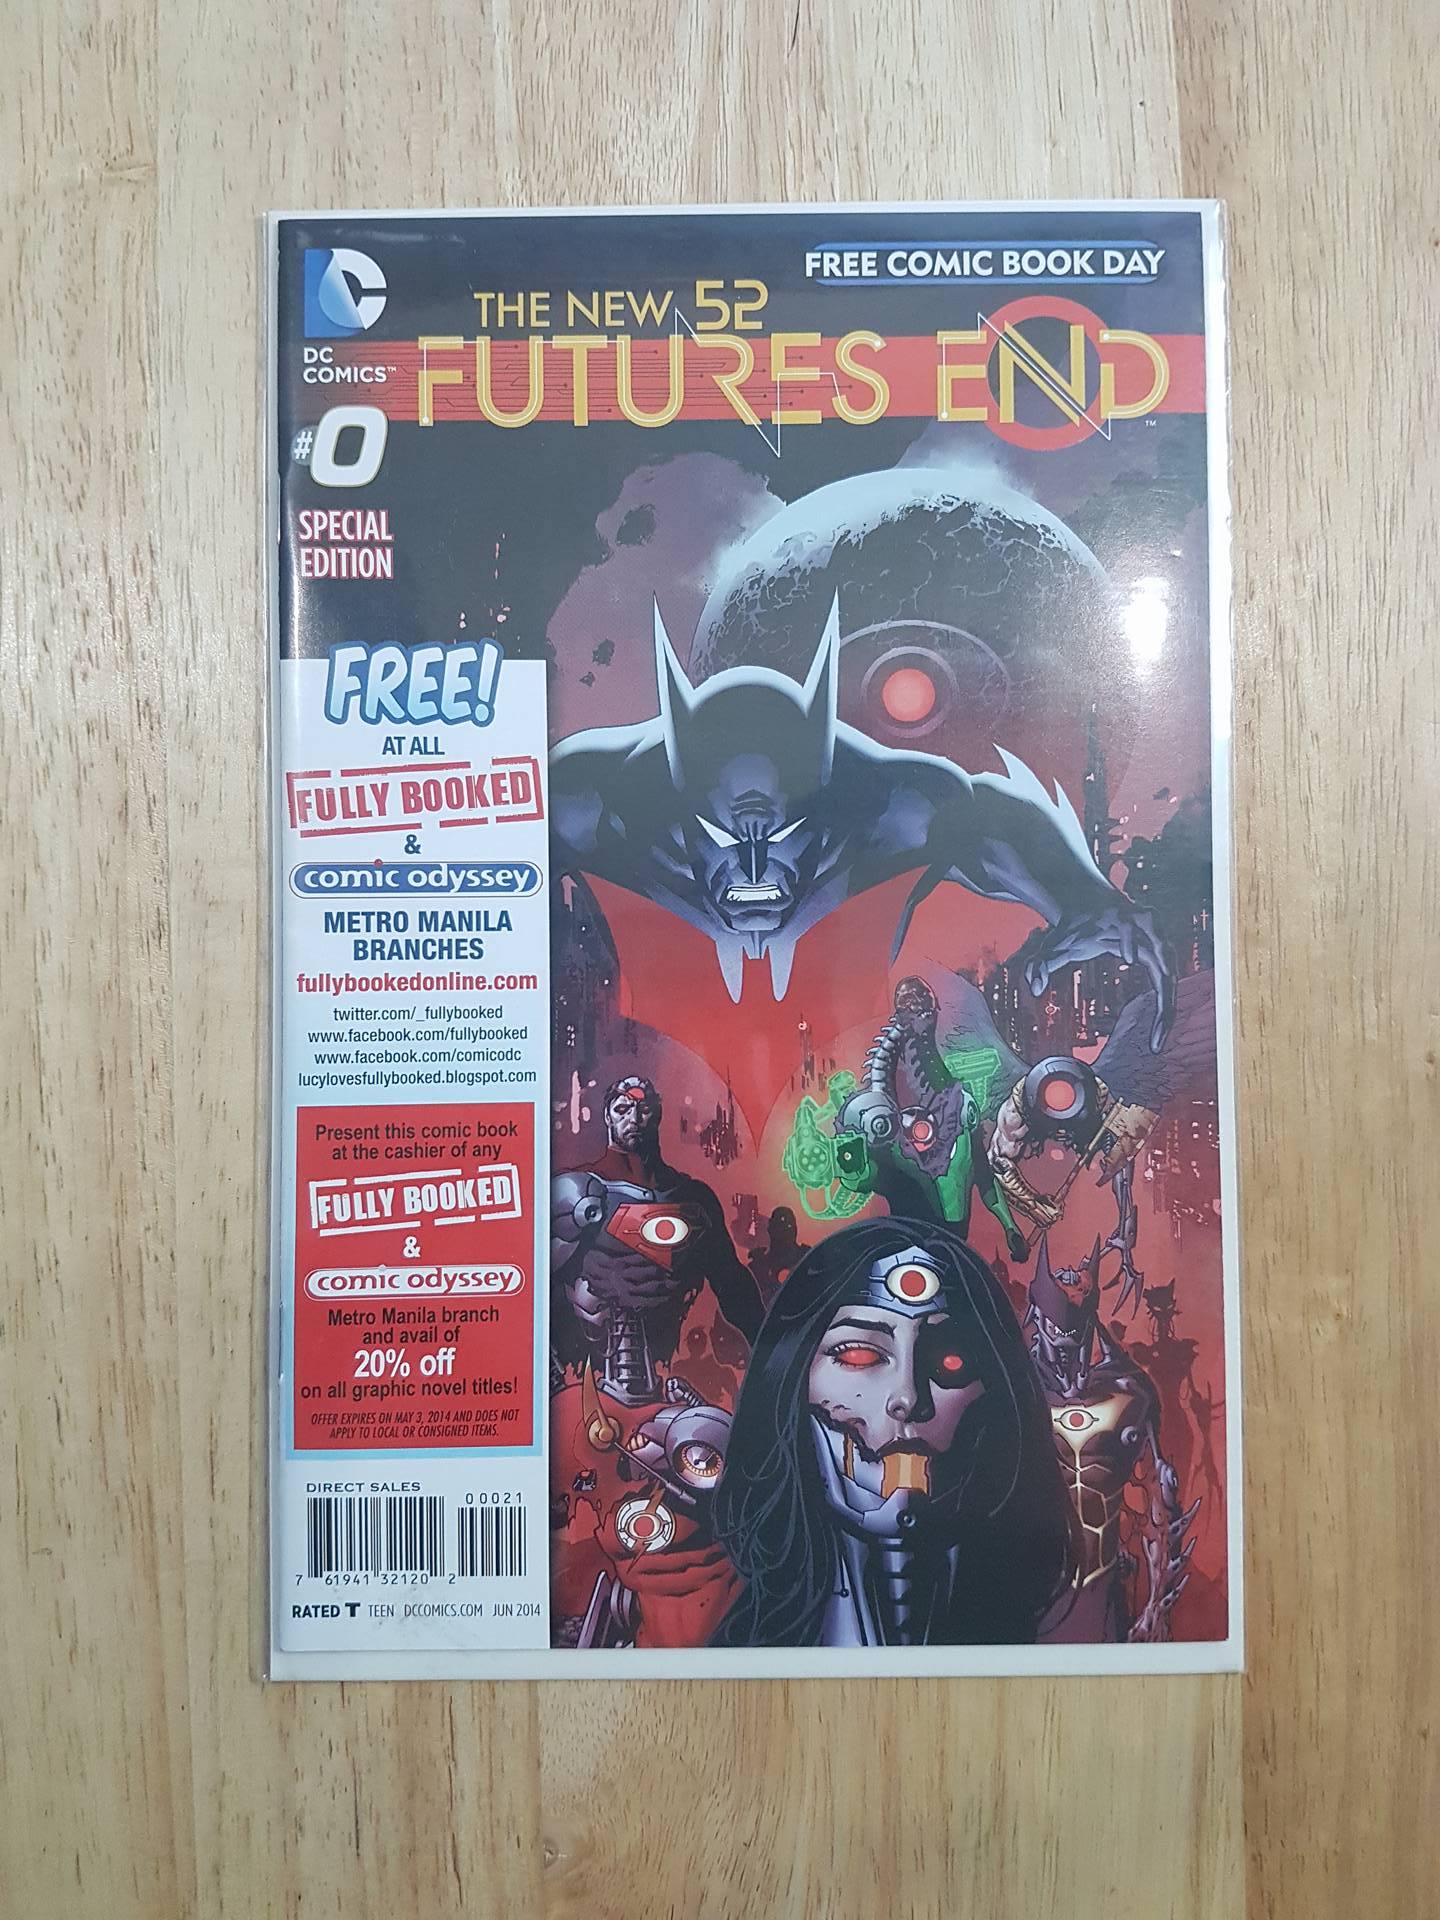 FREE COMIC BOOK DAY
THE NEW 52
FUTURES END™
DC
COMICS™
#0
SPECIAL
EDITION
FREE!
AT ALL
FULLY BOOKED
&
comic odyssey
METRO MANILA
BRANCHES
fullybookedonline.com
twitter.com/_fullybooked
www.facebook.com/fullybooked
www.facebook.com/comicodc
lucylovesfullybooked.blogspot.com
Present this comic book
at the cashier of any
FULLY BOOKED
&
comic odyssey
Metro Manila branch
and avail of
20% off
on all graphic novel titles!
OFFER EXPIRES ON MAY 3, 2014 AND DOES NOT
APPLY TO LOCAL OR CONSIGNED ITEMS.
DIRECT SALES
00021
7 61941 32120 2
RATED T TEEN DCCOMICS.COM JUN 2014